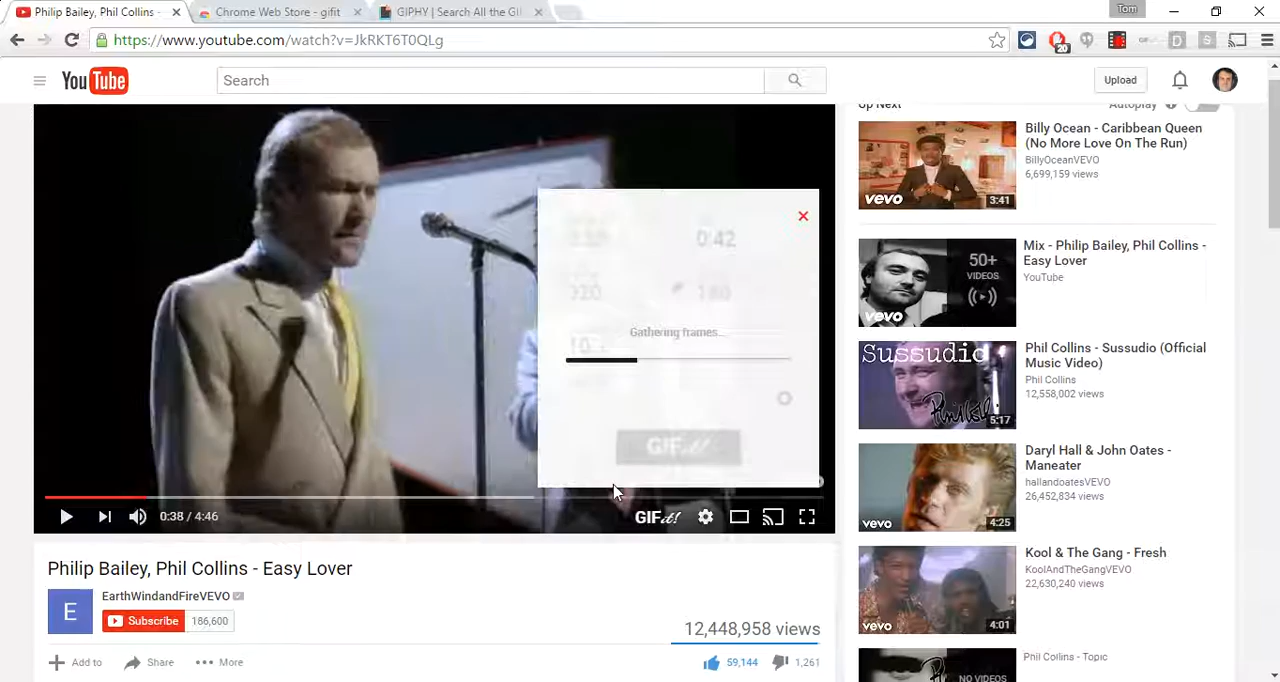 Philip Bailey, Phil Collins -
Chrome Web Store - gifit
GIPHY | Search All the GI
Tom
https://www.youtube.com/watch?v=JkRKT6T0QLg
20
YouTube
Search
Upload
Up Next
Autoplay
0:42
320
180
10
Gathering frames...
GIFit!
0:38 / 4:46
GIFit!
Philip Bailey, Phil Collins - Easy Lover
E
EarthWindandFireVEVO
Subscribe
186,600
12,448,958 views
Add to
Share
More
59,144
1,261
vevo
3:41
Billy Ocean - Caribbean Queen
(No More Love On The Run)
BillyOceanVEVO
6,699,159 views
vevo
50+
VIDEOS
Mix - Philip Bailey, Phil Collins -
Easy Lover
YouTube
Sussudio
5:17
Phil Collins - Sussudio (Official
Music Video)
Phil Collins
12,558,002 views
vevo
4:25
Daryl Hall & John Oates -
Maneater
hallandoatesVEVO
26,452,834 views
vevo
4:01
Kool & The Gang - Fresh
KoolAndTheGangVEVO
22,630,240 views
NO VIDEOS
Phil Collins - Topic